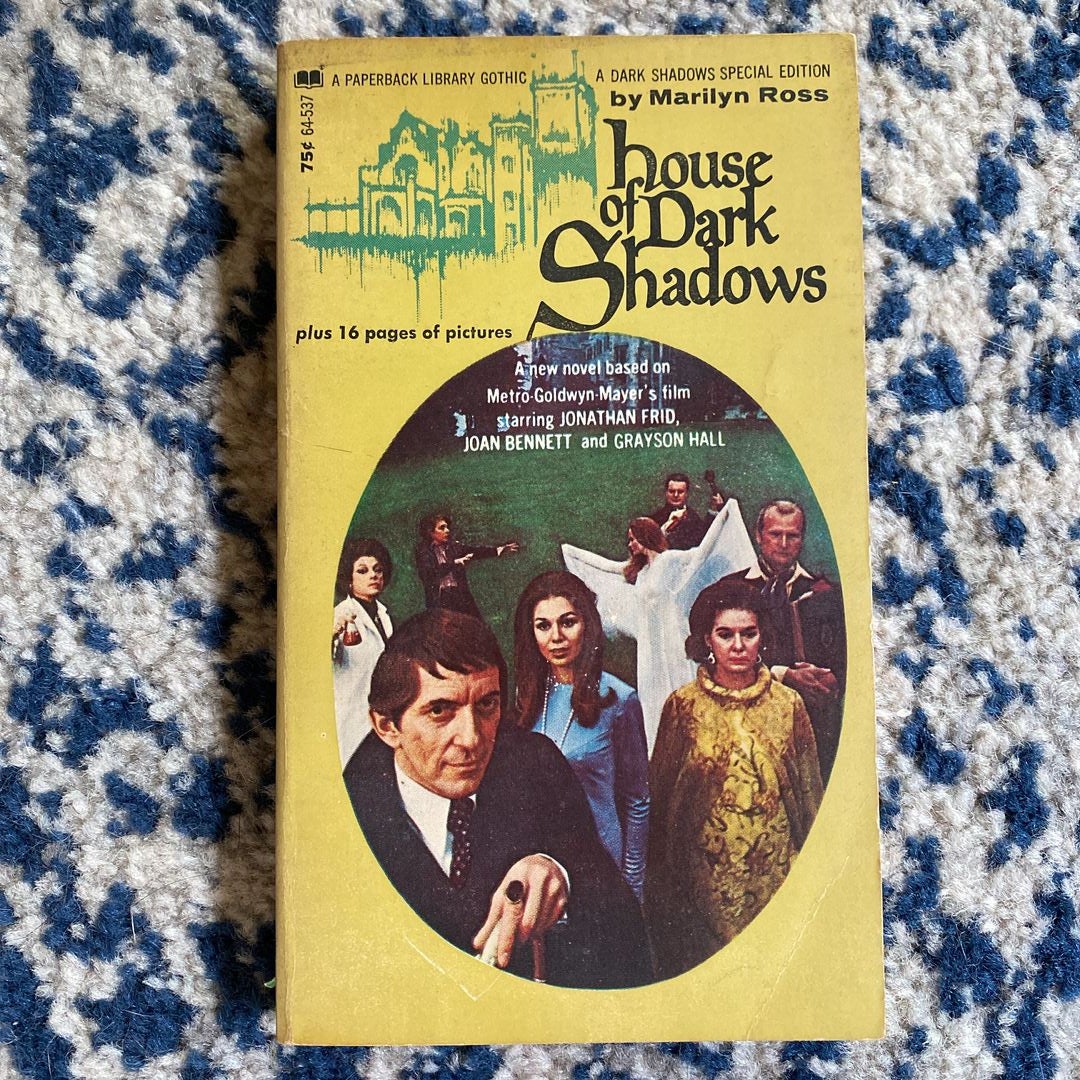 A PAPERBACK LIBRARY GOTHIC
A DARK SHADOWS SPECIAL EDITION
by Marilyn Ross
75¢ 64-537
house
of Dark
Shadows
plus 16 pages of pictures
A new novel based on
Metro-Goldwyn-Mayer's film
starring JONATHAN FRID,
JOAN BENNETT and GRAYSON HALL